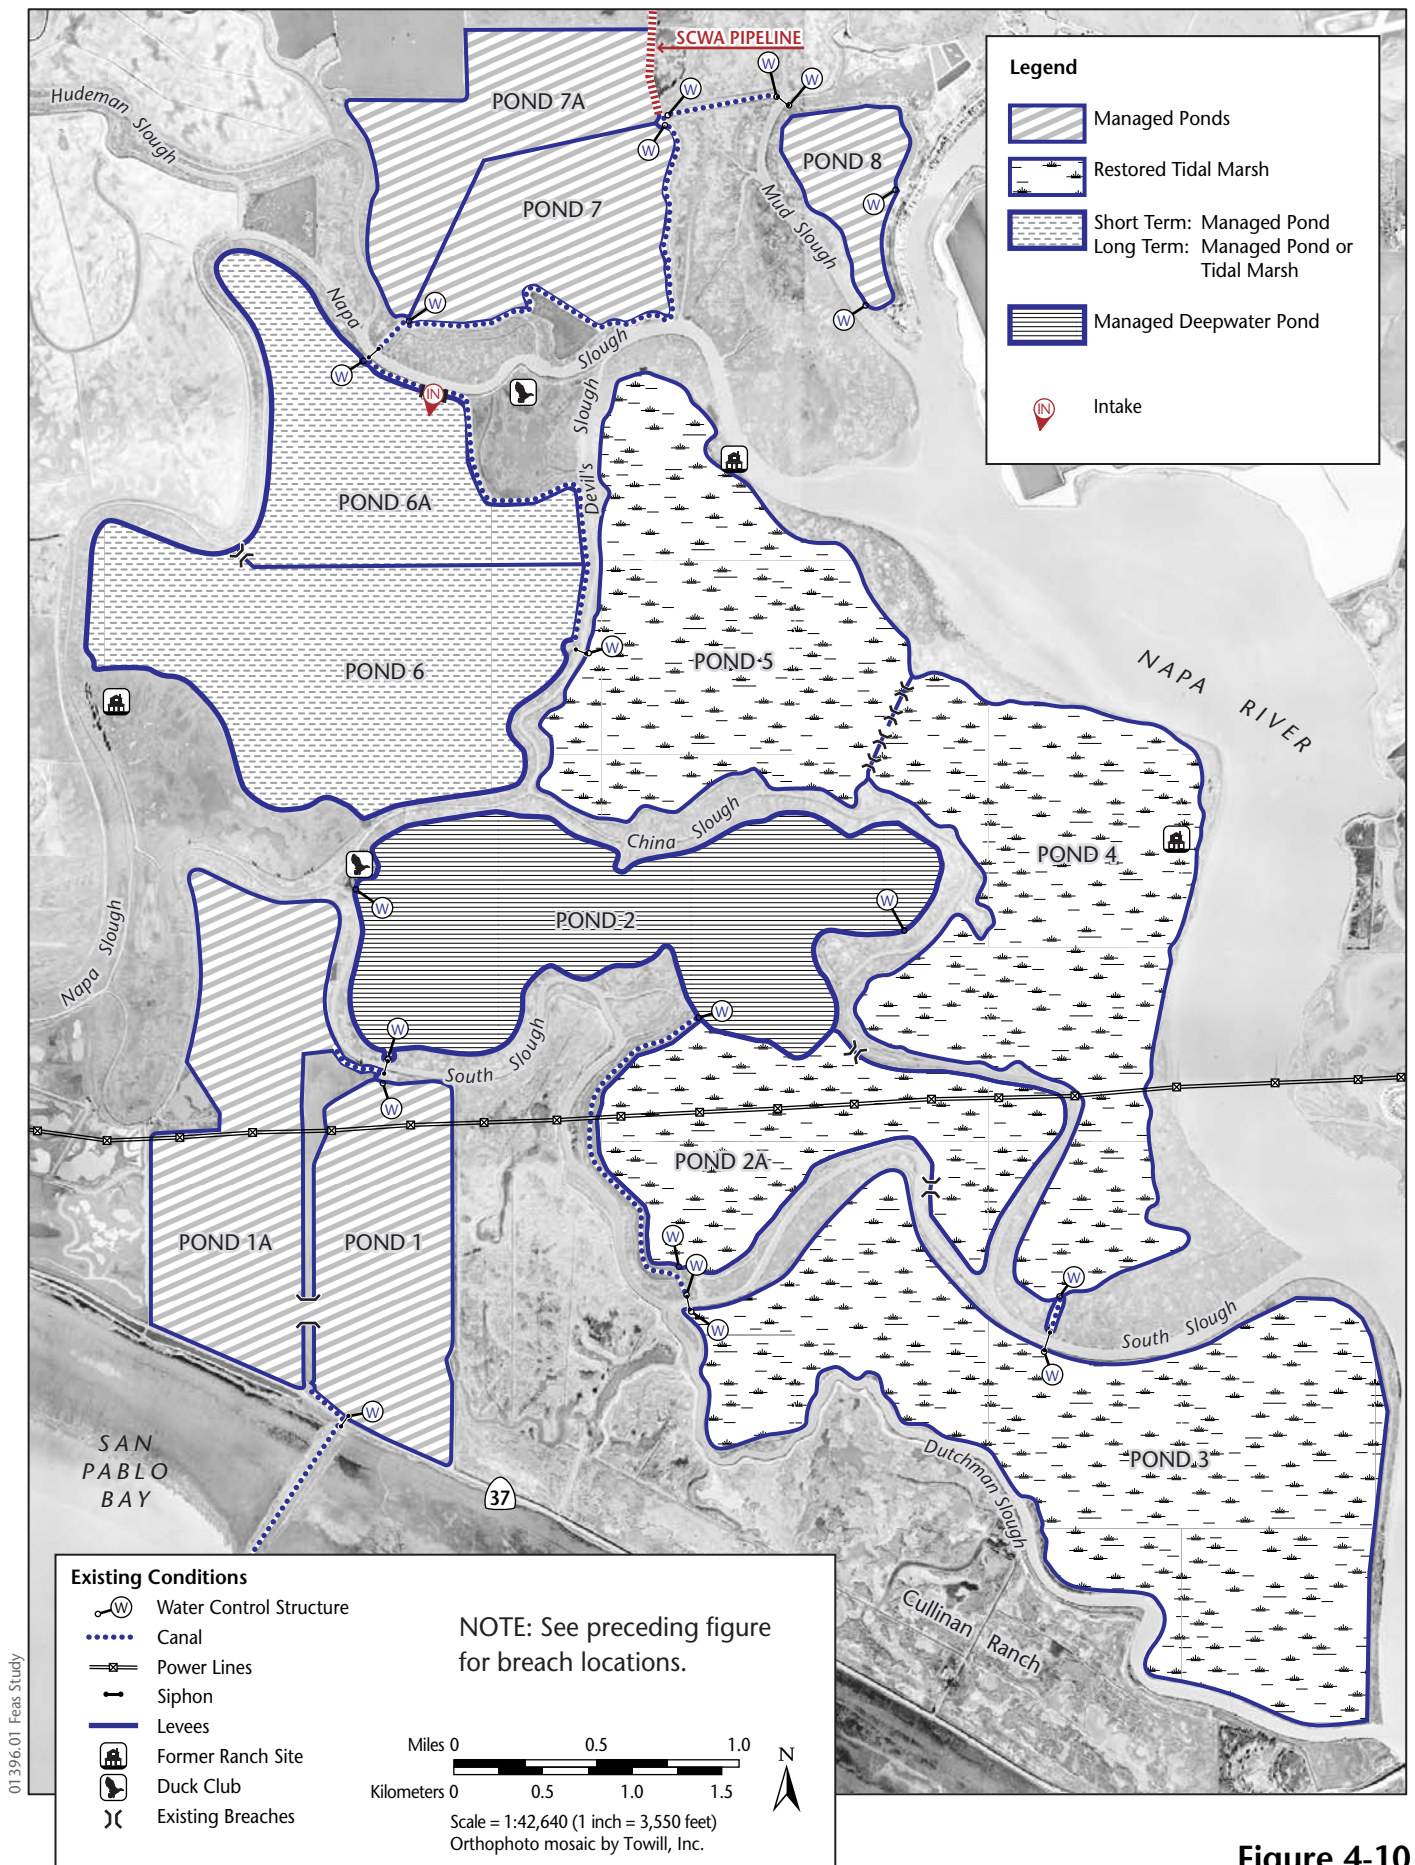 SCWA PIPELINE
Hudeman Slough
POND 7A
W
W
W
W
POND 8
POND 7
W
Mud Slough
W
Napa
Slough
W
W
IN
Devil's Slough
POND 6A
POND 6
W
POND 5
NAPA RIVER
China Slough
POND 4
POND 2
W
W
Napa Slough
W
W
South Slough
W
POND 2A
POND 1A
POND 1
W
W
W
W
W
South Slough
W
SAN
PABLO
BAY
37
Dutchman Slough
POND 3
Cullinan Ranch
Legend
Managed Ponds
Restored Tidal Marsh
Short Term: Managed Pond
Long Term: Managed Pond or
Tidal Marsh
Managed Deepwater Pond
IN Intake
Existing Conditions
W Water Control Structure
Canal
Power Lines
Siphon
Levees
Former Ranch Site
Duck Club
Existing Breaches
NOTE: See preceding figure
for breach locations.
Miles 0 0.5 1.0
Kilometers 0 0.5 1.0 1.5
Scale = 1:42,640 (1 inch = 3,550 feet)
Orthophoto mosaic by Towill, Inc.
N
01396.01 Feas Study
Figure 4-10